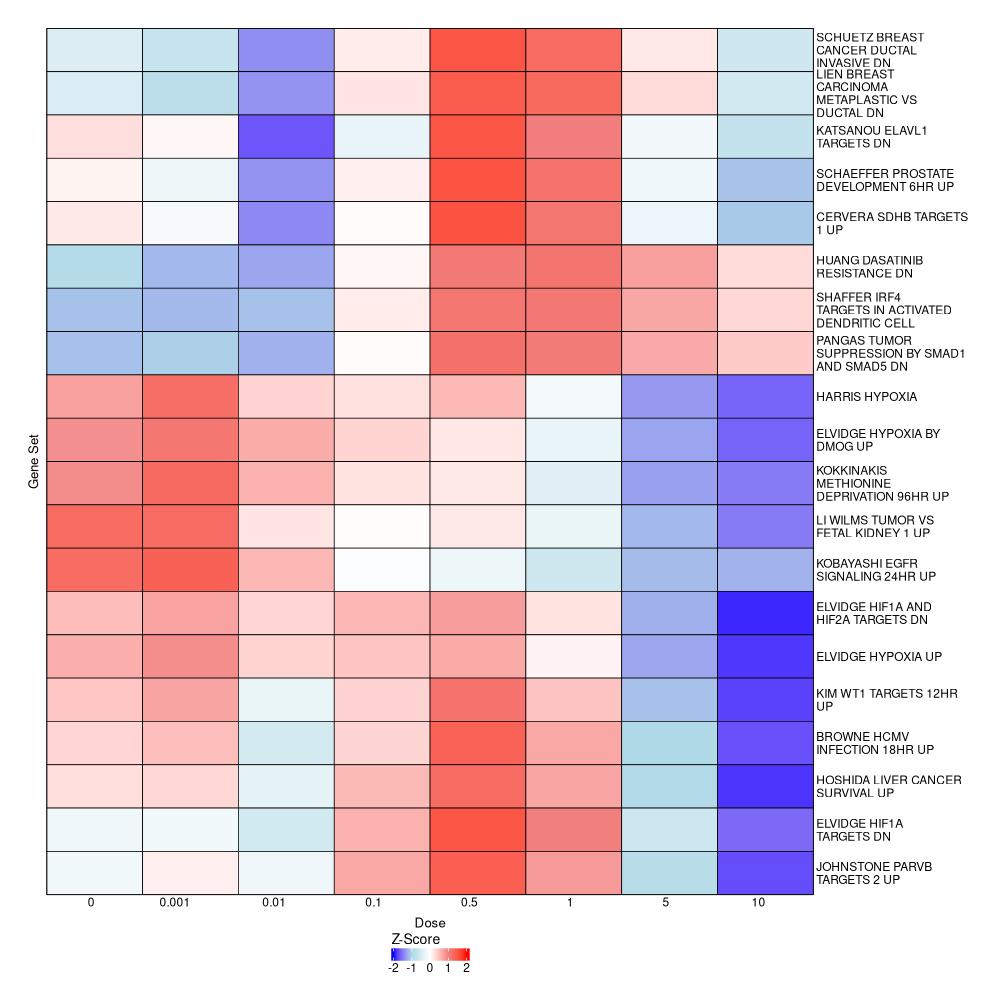 SCHUETZ BREAST
CANCER DUCTAL
INVASIVE DN
LIEN BREAST
CARCINOMA
METAPLASTIC VS
DUCTAL DN
KATSANOU ELAVL1
TARGETS DN
SCHAEFFER PROSTATE
DEVELOPMENT 6HR UP
CERVERA SDHB TARGETS
1 UP
HUANG DASATINIB
RESISTANCE DN
SHAFFER IRF4
TARGETS IN ACTIVATED
DENDRITIC CELL
PANGAS TUMOR
SUPPRESSION BY SMAD1
AND SMAD5 DN
HARRIS HYPOXIA
ELVIDGE HYPOXIA BY
DMOG UP
KOKKINAKIS
METHIONINE
DEPRIVATION 96HR UP
LI WILMS TUMOR VS
FETAL KIDNEY 1 UP
KOBAYASHI EGFR
SIGNALING 24HR UP
ELVIDGE HIF1A AND
HIF2A TARGETS DN
ELVIDGE HYPOXIA UP
KIM WT1 TARGETS 12HR
UP
BROWNE HCMV
INFECTION 18HR UP
HOSHIDA LIVER CANCER
SURVIVAL UP
ELVIDGE HIF1A
TARGETS DN
JOHNSTONE PARVB
TARGETS 2 UP
Gene Set
0 0.001 0.01 0.1 0.5 1 5 10
Dose
Z-Score
-2 -1 0 1 2